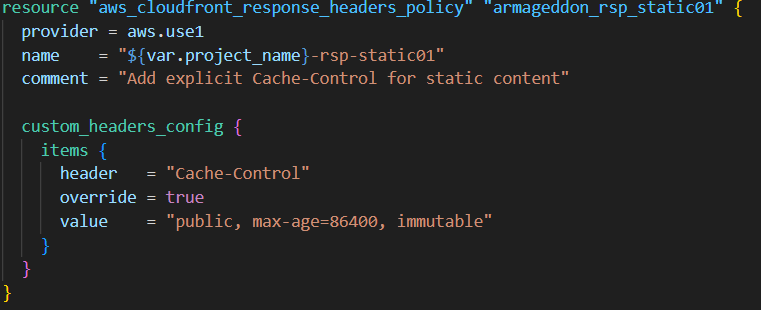 resource "aws_cloudfront_response_headers_policy" "armageddon_rsp_static01" {
  provider = aws.use1
  name     = "${var.project_name}-rsp-static01"
  comment = "Add explicit Cache-Control for static content"

  custom_headers_config {
    items {
      header   = "Cache-Control"
      override = true
      value    = "public, max-age=86400, immutable"
    }
  }
}